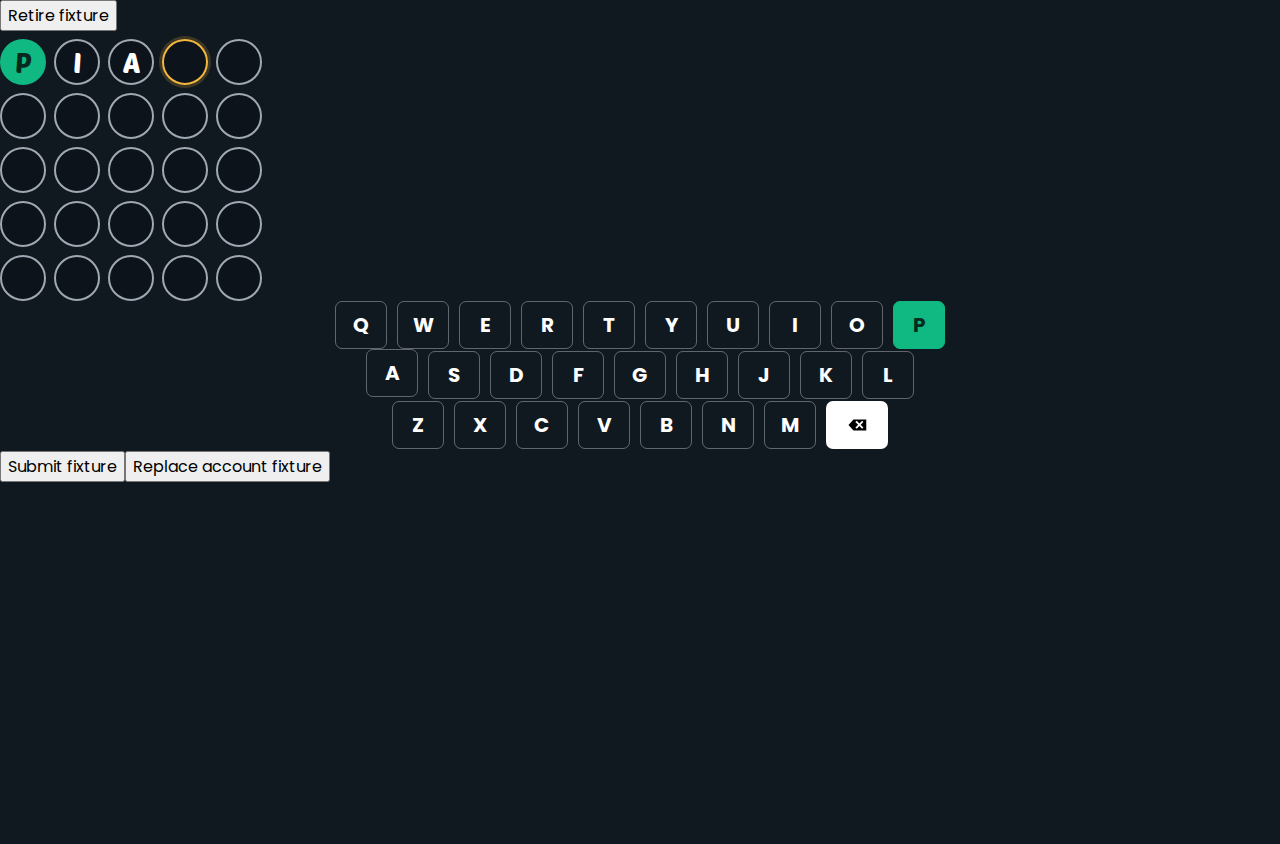 Retire fixture
P I A
Q W E R T Y U I O P
A S D F G H J K L
Z X C V B N M
Submit fixture Replace account fixture